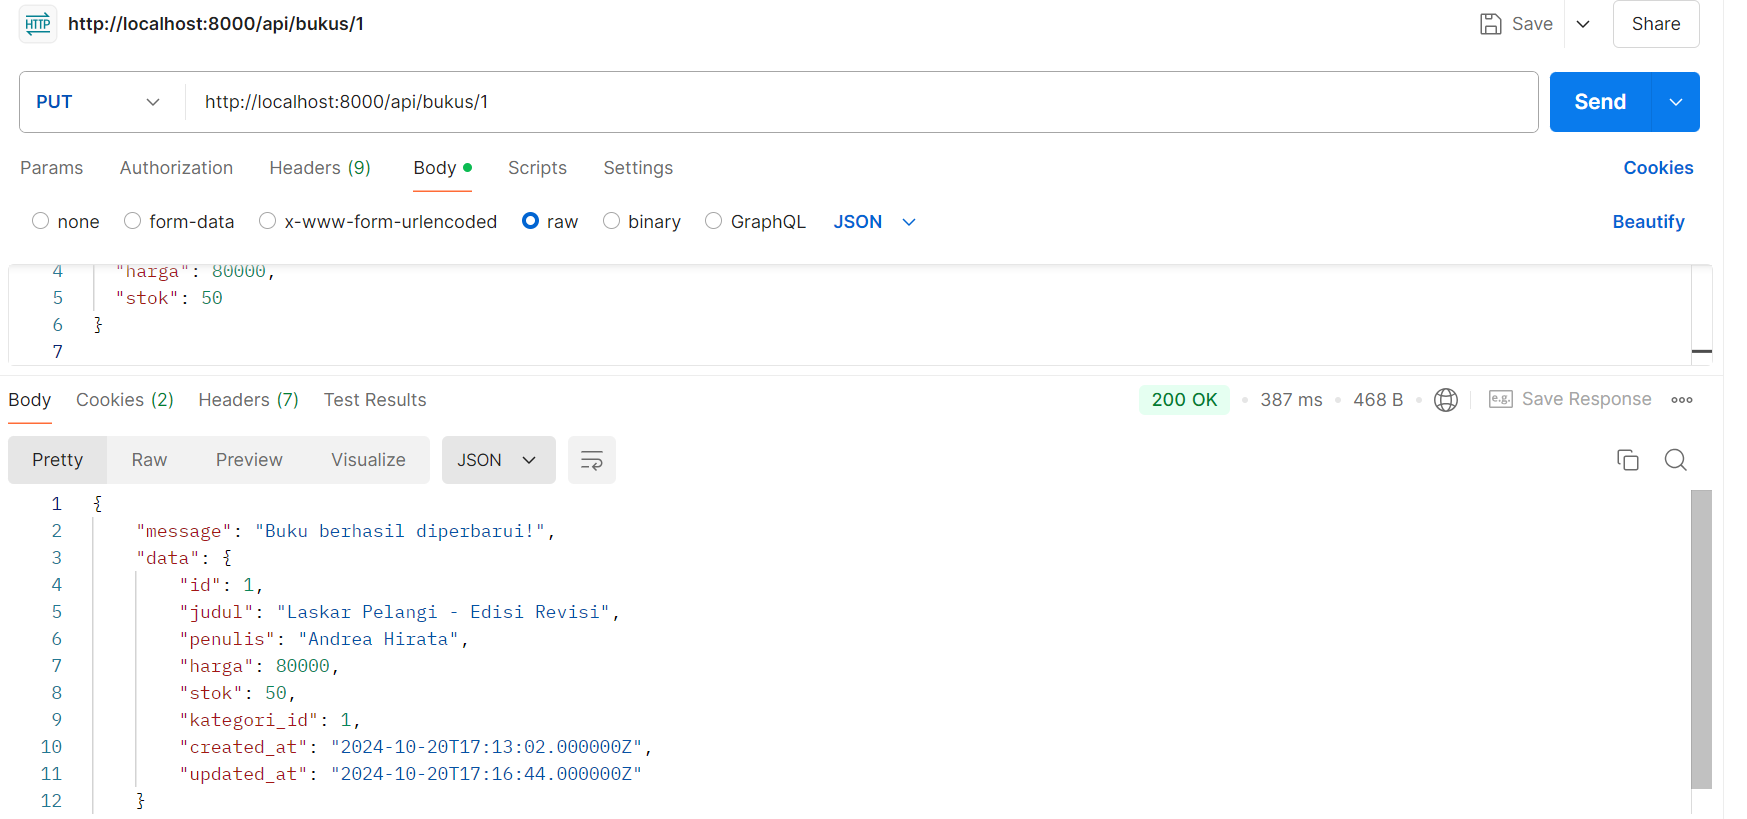 HTTP http://localhost:8000/api/bukus/1 Save Share
PUT http://localhost:8000/api/bukus/1 Send
Params Authorization Headers (9) Body Scripts Settings Cookies
none form-data x-www-form-urlencoded raw binary GraphQL JSON Beautify
4 "harga": 80000,
5 "stok": 50
6 }
7
Body Cookies (2) Headers (7) Test Results 200 OK 387 ms 468 B e.g. Save Response
Pretty Raw Preview Visualize JSON
1 {
2 "message": "Buku berhasil diperbarui!",
3 "data": {
4 "id": 1,
5 "judul": "Laskar Pelangi - Edisi Revisi",
6 "penulis": "Andrea Hirata",
7 "harga": 80000,
8 "stok": 50,
9 "kategori_id": 1,
10 "created_at": "2024-10-20T17:13:02.000000Z",
11 "updated_at": "2024-10-20T17:16:44.000000Z"
12 }